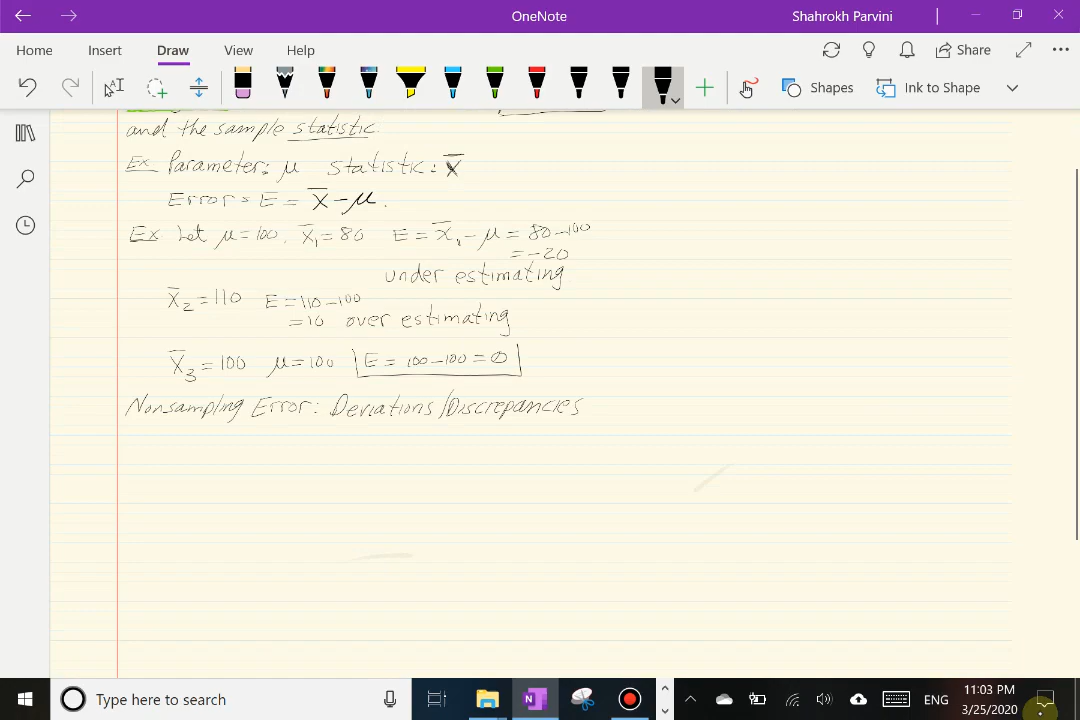 OneNote
Shahrokh Parvini
Home Insert Draw View Help
Share
Shapes
Ink to Shape
and the sample statistic.
Ex Parameter: μ statistic: X̄
Error = E = X̄ - μ.
Ex Let μ = 100, X̄₁ = 80 E = X̄₁ - μ = 80 - 100
= -20
under estimating
X̄₂ = 110 E = 110 - 100
= 10 over estimating
X̄₃ = 100 μ = 100 E = 100 - 100 = 0
Nonsampling Error: Deviations/Discrepancies
Type here to search
ENG
11:03 PM
3/25/2020